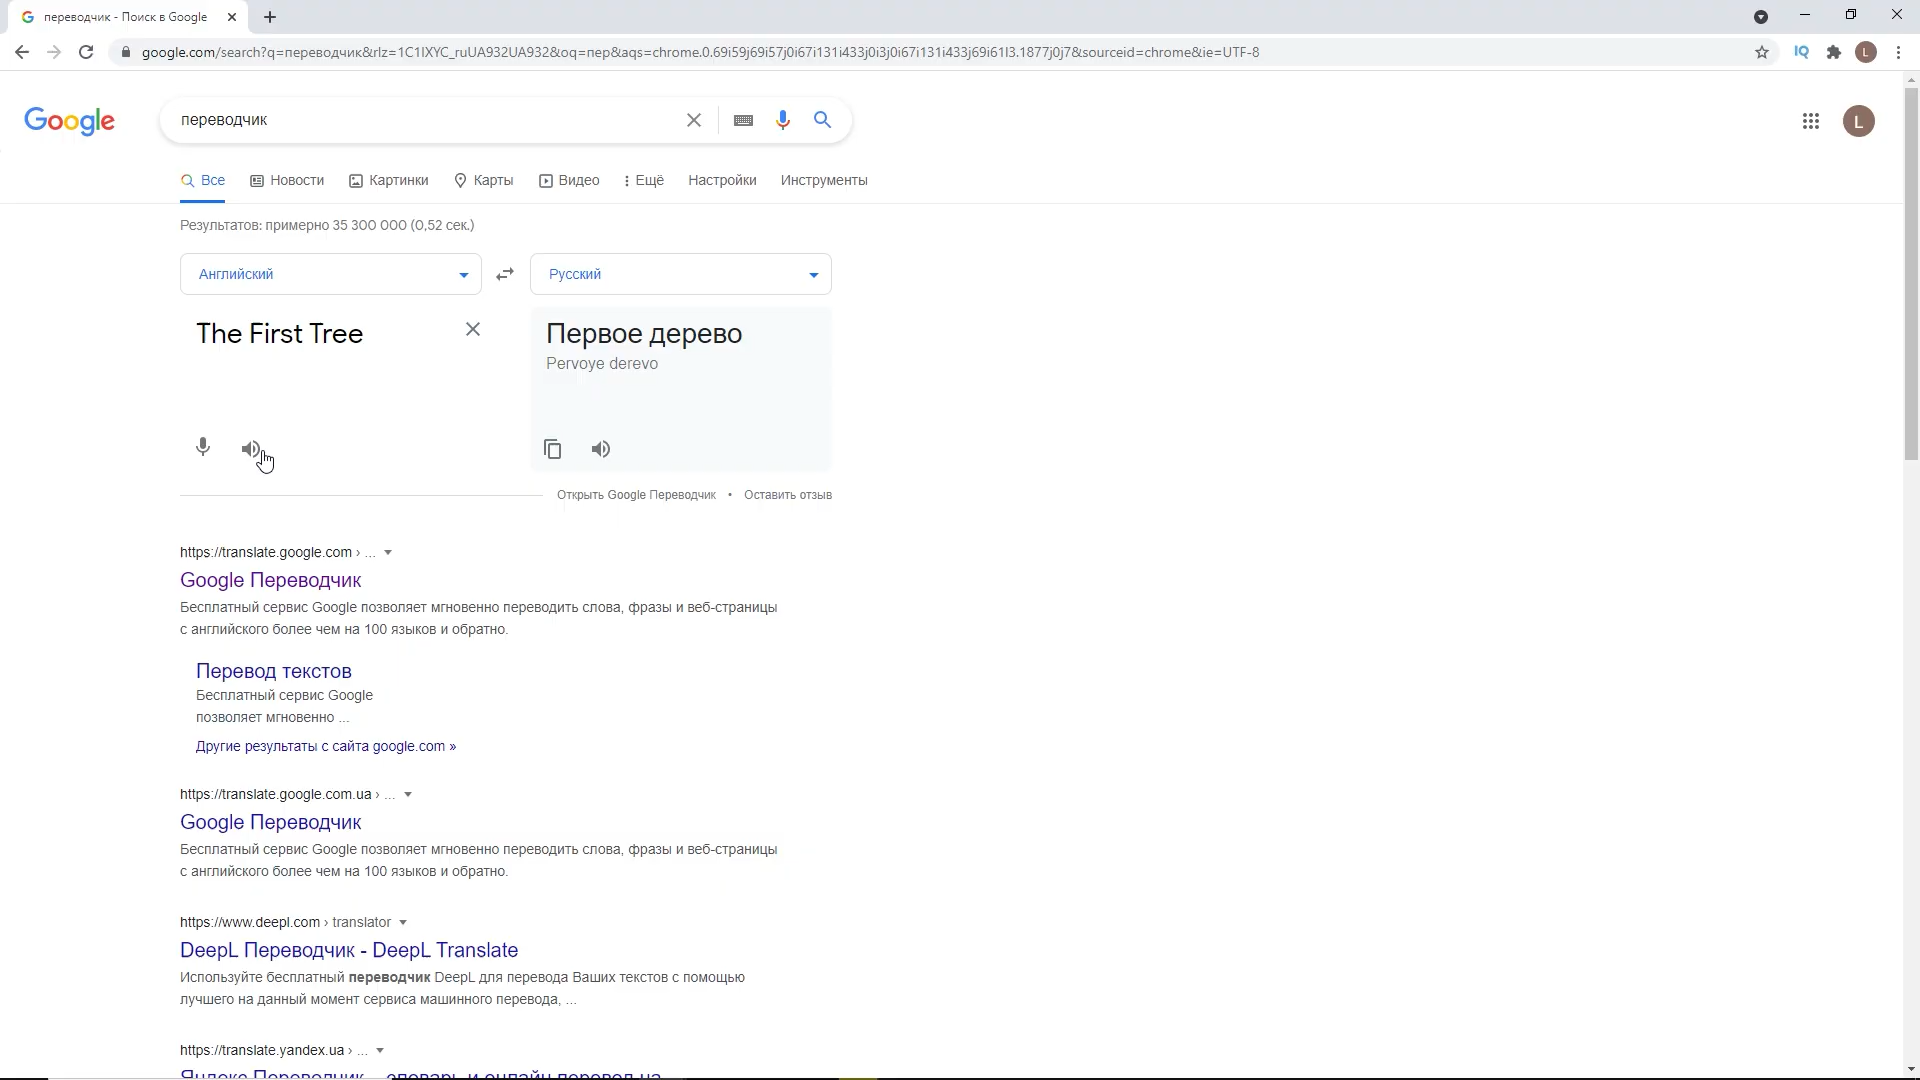 переводчик - Поиск в Google
google.com/search?q=переводчик&rlz=1C1IXYC_ruUA932UA932&oq=пер&aqs=chrome.0.69i59j69i57j0i67i131i433j0i3j0i67i131i433j69i61l3.1877j0j7&sourceid=chrome&ie=UTF-8
IQ
L
Google
переводчик
L
Все
Новости
Картинки
Карты
Видео
Ещё
Настройки
Инструменты
Результатов: примерно 35 300 000 (0,52 сек.)
Английский
Русский
The First Tree
Первое дерево
Pervoye derevo
Открыть Google Переводчик • Оставить отзыв
https://translate.google.com › ...
Google Переводчик
Бесплатный сервис Google позволяет мгновенно переводить слова, фразы и веб-страницы
с английского более чем на 100 языков и обратно.
Перевод текстов
Бесплатный сервис Google
позволяет мгновенно ...
Другие результаты с сайта google.com »
https://translate.google.com.ua › ...
Google Переводчик
Бесплатный сервис Google позволяет мгновенно переводить слова, фразы и веб-страницы
с английского более чем на 100 языков и обратно.
https://www.deepl.com › translator
DeepL Переводчик - DeepL Translate
Используйте бесплатный переводчик DeepL для перевода Ваших текстов с помощью
лучшего на данный момент сервиса машинного перевода, ...
https://translate.yandex.ua › ...
Яндекс.Переводчик – словарь и онлайн перевод на